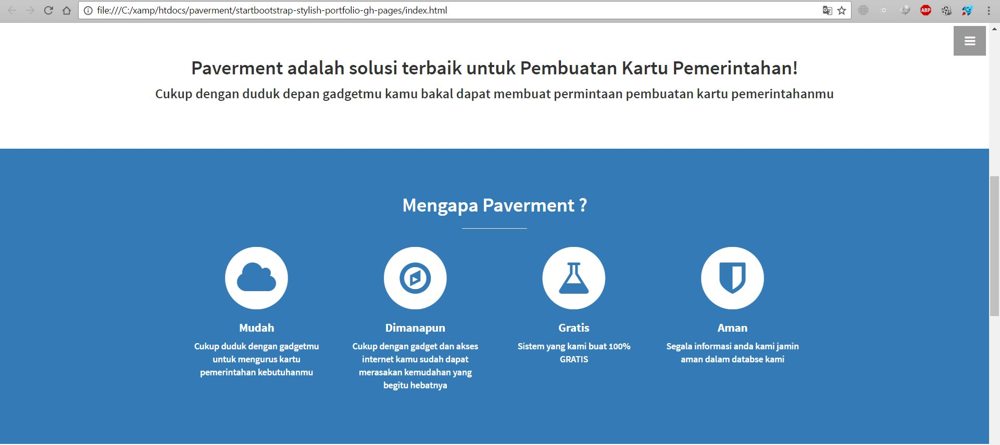 file:///C:/xamp/htdocs/paverment/startbootstrap-stylish-portfolio-gh-pages/index.html
ABP
Paverment adalah solusi terbaik untuk Pembuatan Kartu Pemerintahan!
Cukup dengan duduk depan gadgetmu kamu bakal dapat membuat permintaan pembuatan kartu pemerintahanmu
Mengapa Paverment ?
Mudah
Cukup duduk dengan gadgetmu
untuk mengurus kartu
pemerintahan kebutuhanmu
Dimanapun
Cukup dengan gadget dan akses
internet kamu sudah dapat
merasakan kemudahan yang
begitu hebatnya
Gratis
Sistem yang kami buat 100%
GRATIS
Aman
Segala informasi anda kami jamin
aman dalam databse kami